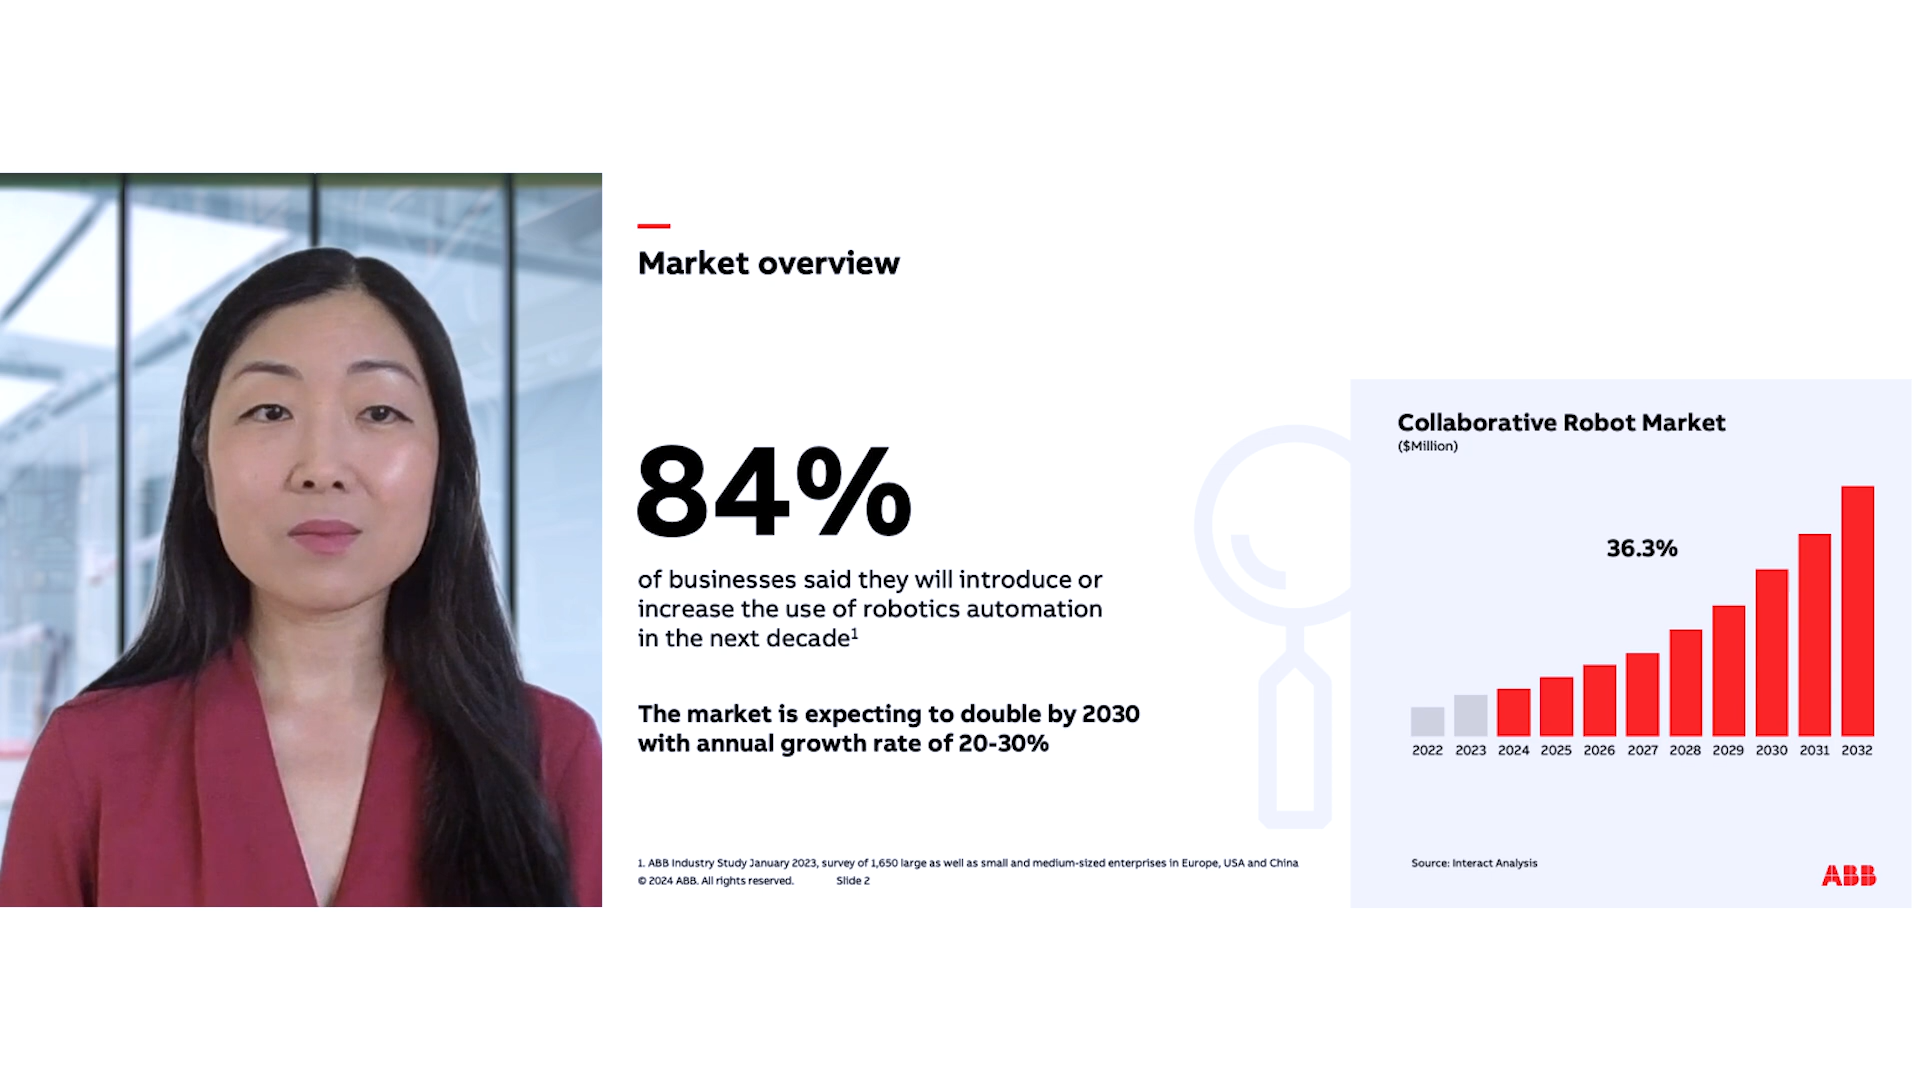 Market overview
84%
of businesses said they will introduce or
increase the use of robotics automation
in the next decade¹
The market is expecting to double by 2030
with annual growth rate of 20-30%
1. ABB Industry Study January 2023, survey of 1,650 large as well as small and medium-sized enterprises in Europe, USA and China
© 2024 ABB. All rights reserved. Slide 2
Collaborative Robot Market
($Million)
36.3%
2022 2023 2024 2025 2026 2027 2028 2029 2030 2031 2032
Source: Interact Analysis
ABB